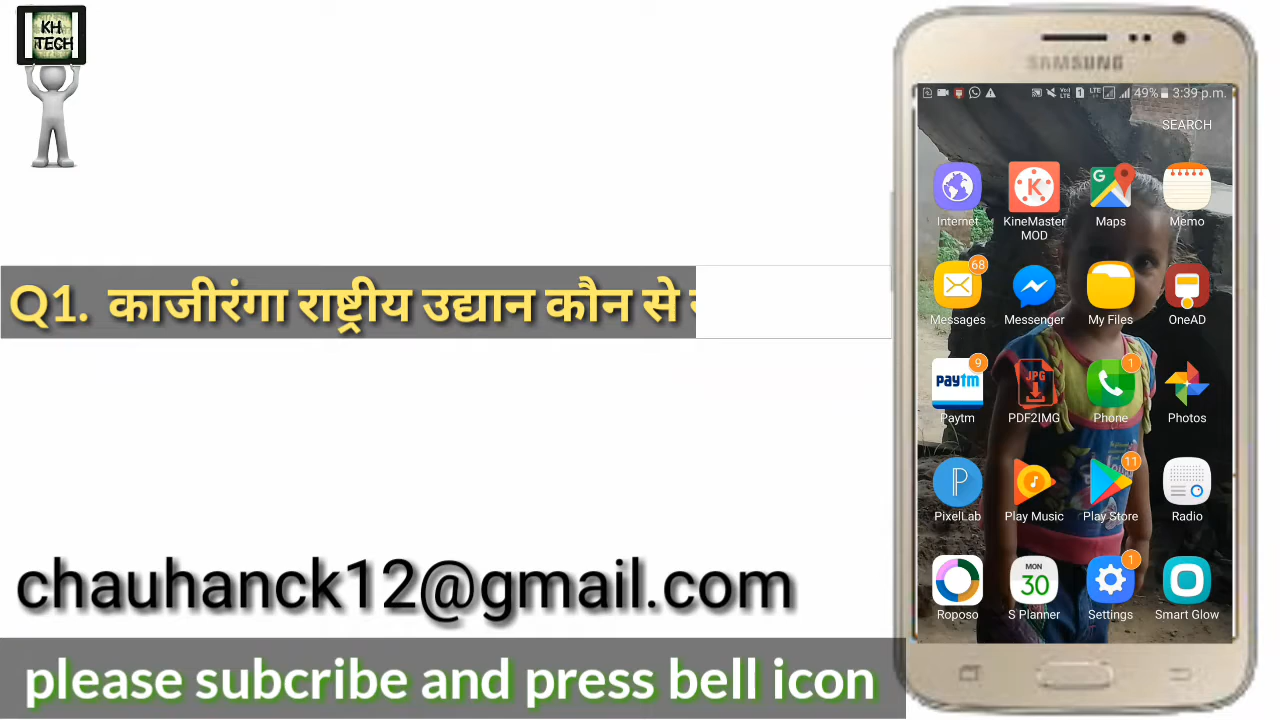 KH
TECH
SAMSUNG
49% 3:39 p.m.
SEARCH
Internet
KineMaster
MOD
Maps
Memo
Q1. काजीरंगा राष्ट्रीय उद्यान कौन से
68
Messages
Messenger
My Files
OneAD
9
1
paytm
JPG
Paytm
PDF2IMG
Phone
Photos
11
PixelLab
Play Music
Play Store
Radio
MON
30
1
Roposo
S Planner
Settings
Smart Glow
chauhanck12@gmail.com
please subcribe and press bell icon